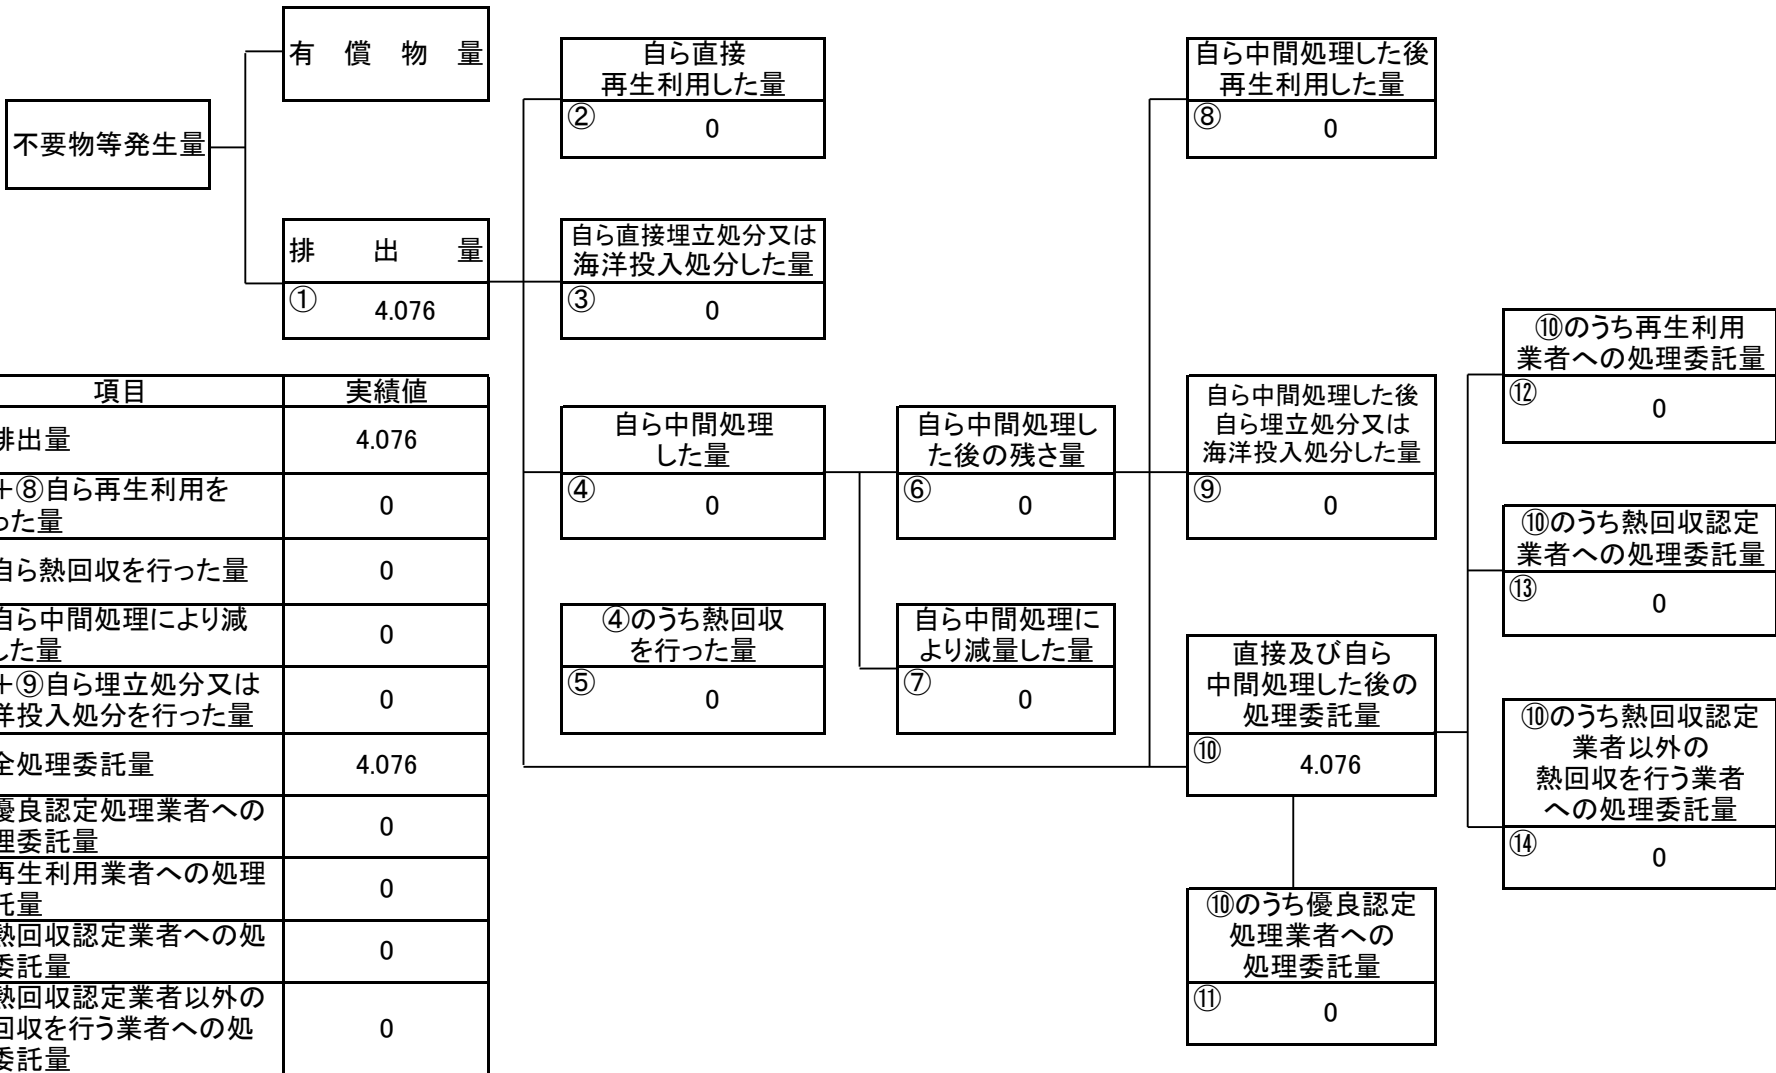 有償物量
不要物等発生量
排出量
① 4.076
自ら直接
再生利用した量
② 0
自ら直接埋立処分又は
海洋投入処分した量
③ 0
自ら中間処理
した量
④ 0
④のうち熱回収
を行った量
⑤ 0
自ら中間処理し
た後の残さ量
⑥ 0
自ら中間処理に
より減量した量
⑦ 0
自ら中間処理した後
再生利用した量
⑧ 0
自ら中間処理した後
自ら埋立処分又は
海洋投入処分した量
⑨ 0
直接及び自ら
中間処理した後の
処理委託量
⑩ 4.076
⑩のうち優良認定
処理業者への
処理委託量
⑪ 0
⑩のうち再生利用
業者への処理委託量
⑫ 0
⑩のうち熱回収認定
業者への処理委託量
⑬ 0
⑩のうち熱回収認定
業者以外の
熱回収を行う業者
への処理委託量
⑭ 0
項目 実績値
排出量 4.076
+⑧自ら再生利用を
った量 0
自ら熱回収を行った量 0
自ら中間処理により減
した量 0
+⑨自ら埋立処分又は
洋投入処分を行った量 0
全処理委託量 4.076
優良認定処理業者への
理委託量 0
再生利用業者への処理
託量 0
熱回収認定業者への処
委託量 0
熱回収認定業者以外の
回収を行う業者への処
委託量 0